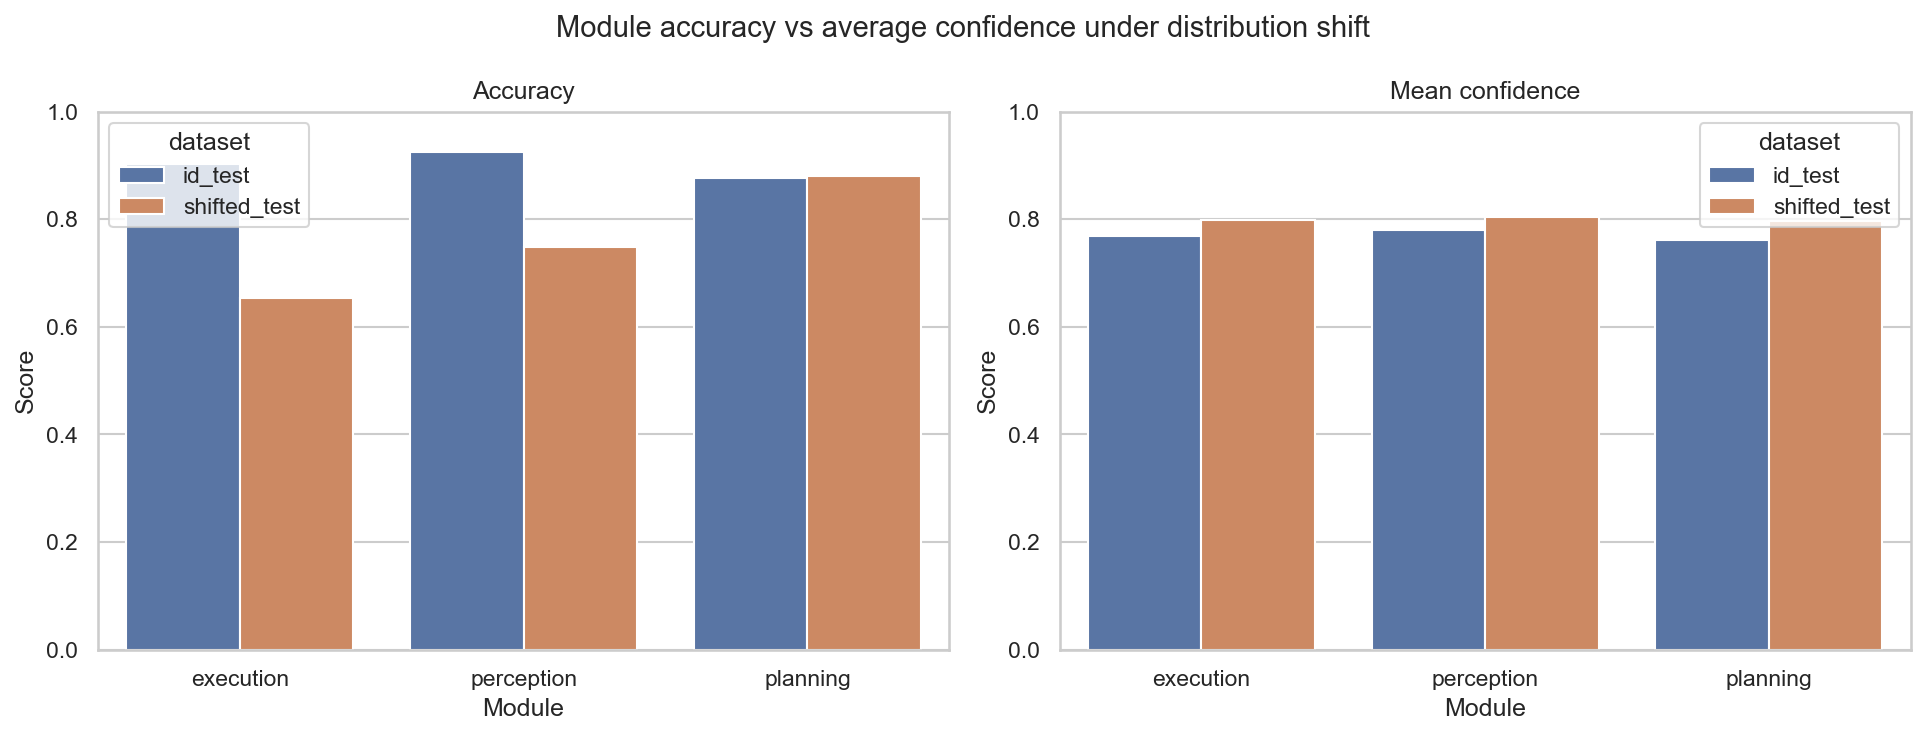 Module accuracy vs average confidence under distribution shift
Accuracy
Score
1.0
0.8
0.6
0.4
0.2
0.0
dataset
id_test
shifted_test
execution
perception
planning
Module
Mean confidence
Score
1.0
0.8
0.6
0.4
0.2
0.0
dataset
id_test
shifted_test
execution
perception
planning
Module